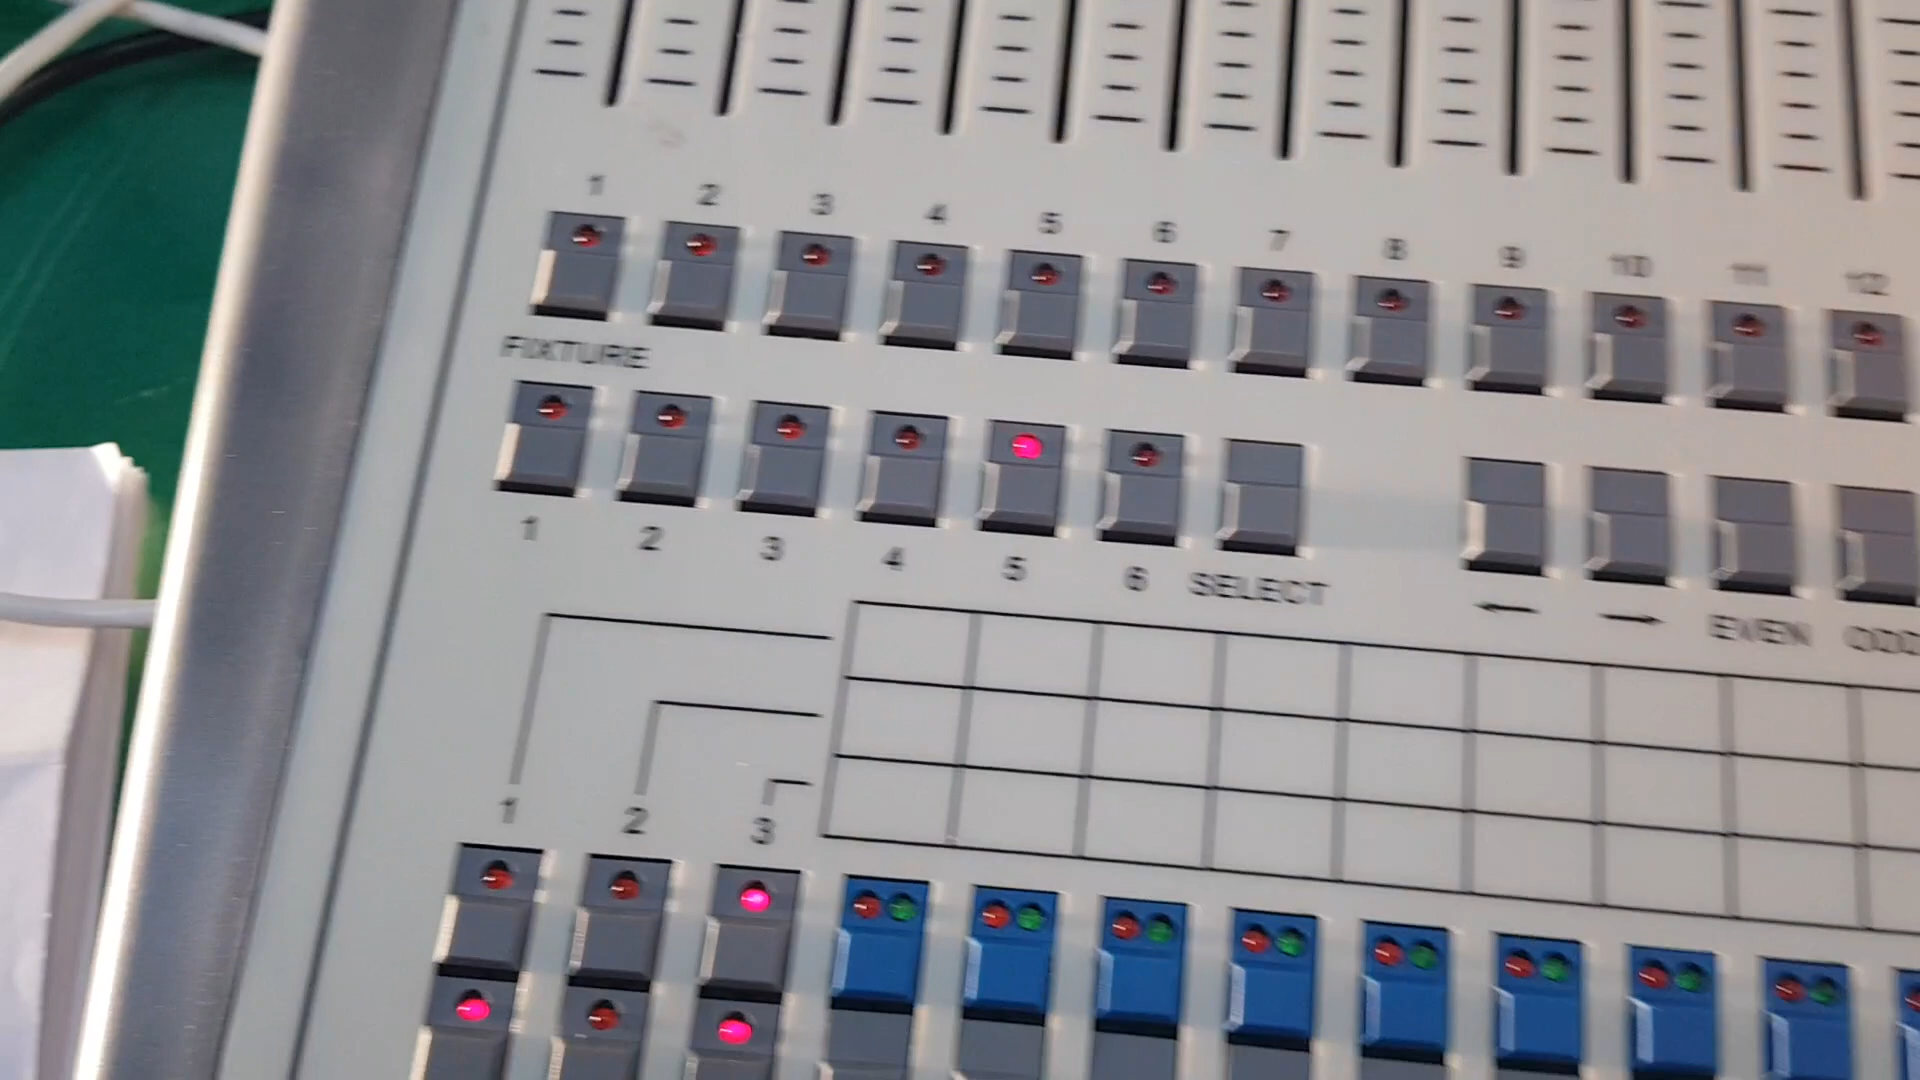 1 2 3 4 5 6 7 8 9 10 11 12
FIXTURE
1 2 3 4 5 6 SELECT ← → EVEN ODD
1 2 3